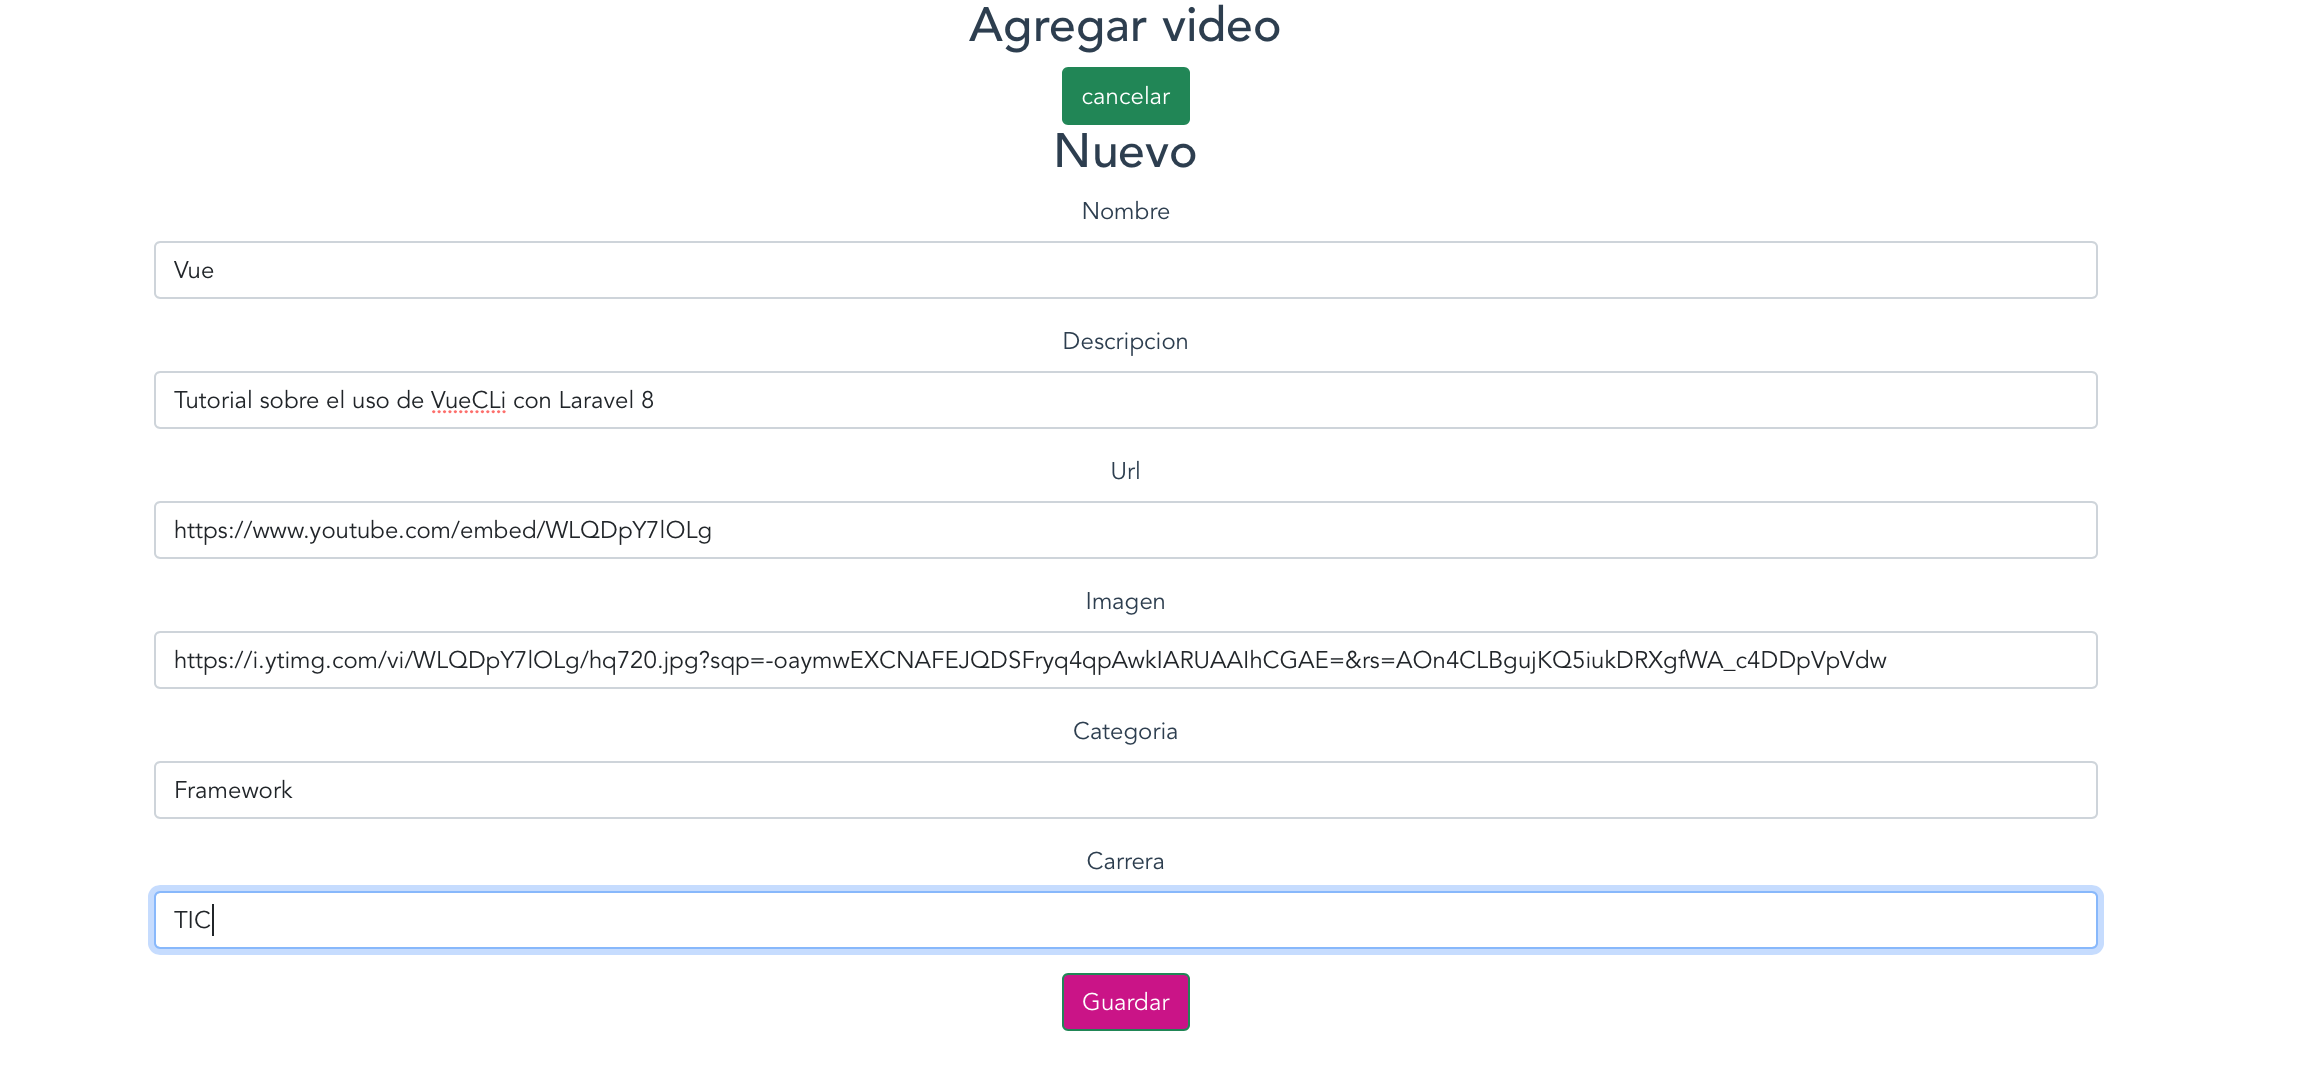 Agregar video
cancelar
Nuevo
Nombre
Vue
Descripcion
Tutorial sobre el uso de VueCLi con Laravel 8
Url
https://www.youtube.com/embed/WLQDpY7lOLg
Imagen
https://i.ytimg.com/vi/WLQDpY7lOLg/hq720.jpg?sqp=-oaymwEXCNAFEJQDSFryq4qpAwkIARUAAIhCGAE=&rs=AOn4CLBgujKQ5iukDRXgfWA_c4DDpVpVdw
Categoria
Framework
Carrera
TIC
Guardar